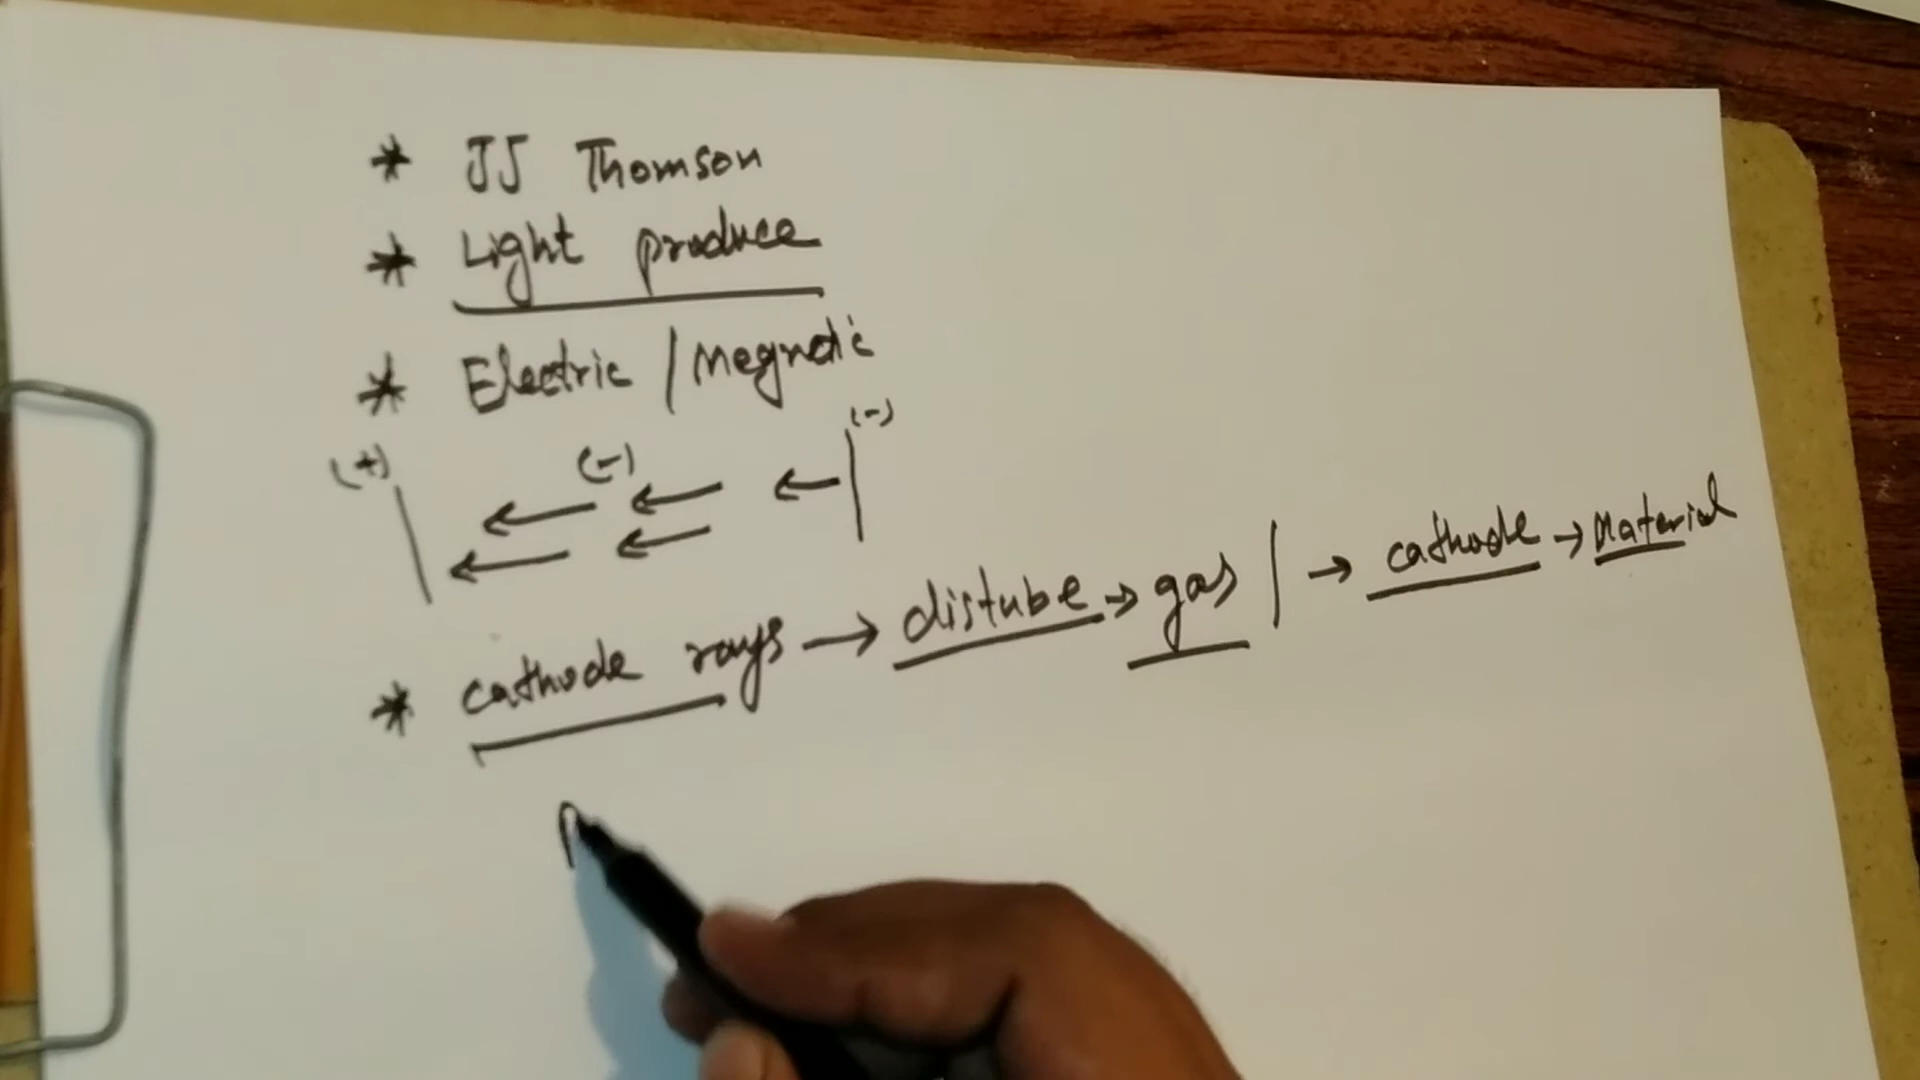 * JJ Thomson
* Light produce
* Electric / Megnetic
(+) (-) (-)
* cathode rays → distube → gas | → cathode → Material